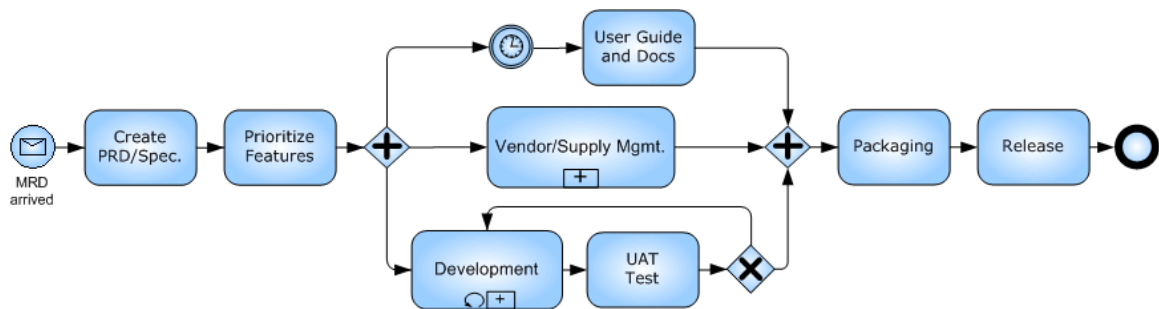 MRD
arrived
Create
PRD/Spec.
Prioritize
Features
User Guide
and Docs
Vendor/Supply Mgmt.
Development
UAT
Test
Packaging
Release